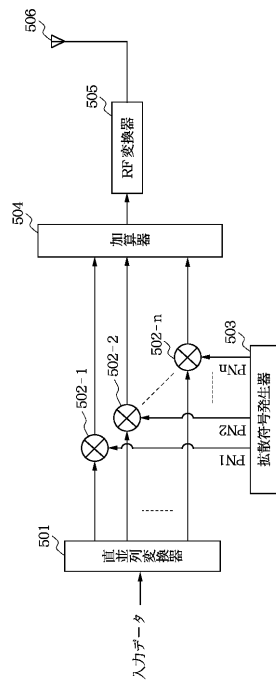 入力データ
501
直並列変換器
502-1
502-2
502-n
PN1
PN2
PNn
503
拡散符号発生器
504
加算器
505
RF変換器
506